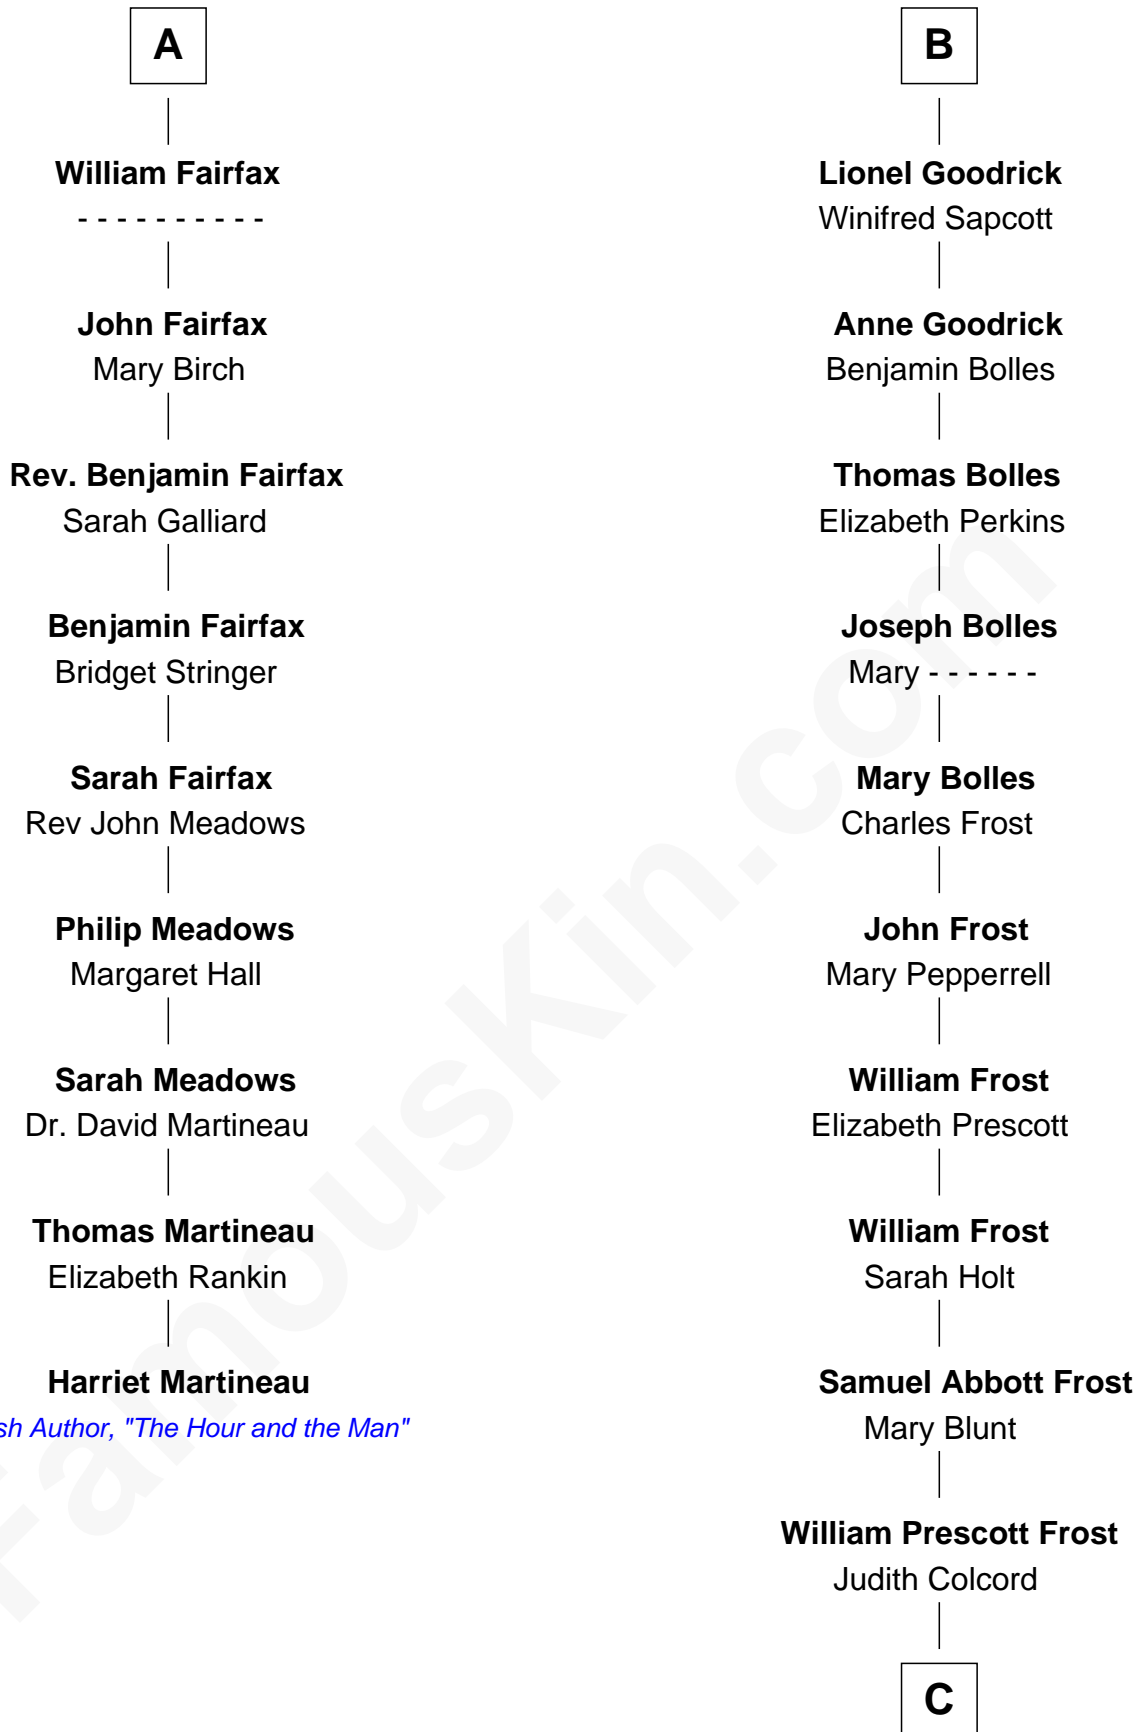 A
William Fairfax
- - - - - - - - - -
John Fairfax
Mary Birch
Rev. Benjamin Fairfax
Sarah Galliard
Benjamin Fairfax
Bridget Stringer
Sarah Fairfax
Rev John Meadows
Philip Meadows
Margaret Hall
Sarah Meadows
Dr. David Martineau
Thomas Martineau
Elizabeth Rankin
Harriet Martineau
sh Author, "The Hour and the Man"
B
Lionel Goodrick
Winifred Sapcott
Anne Goodrick
Benjamin Bolles
Thomas Bolles
Elizabeth Perkins
Joseph Bolles
Mary - - - - - -
Mary Bolles
Charles Frost
John Frost
Mary Pepperrell
William Frost
Elizabeth Prescott
William Frost
Sarah Holt
Samuel Abbott Frost
Mary Blunt
William Prescott Frost
Judith Colcord
C
FamousKin.com